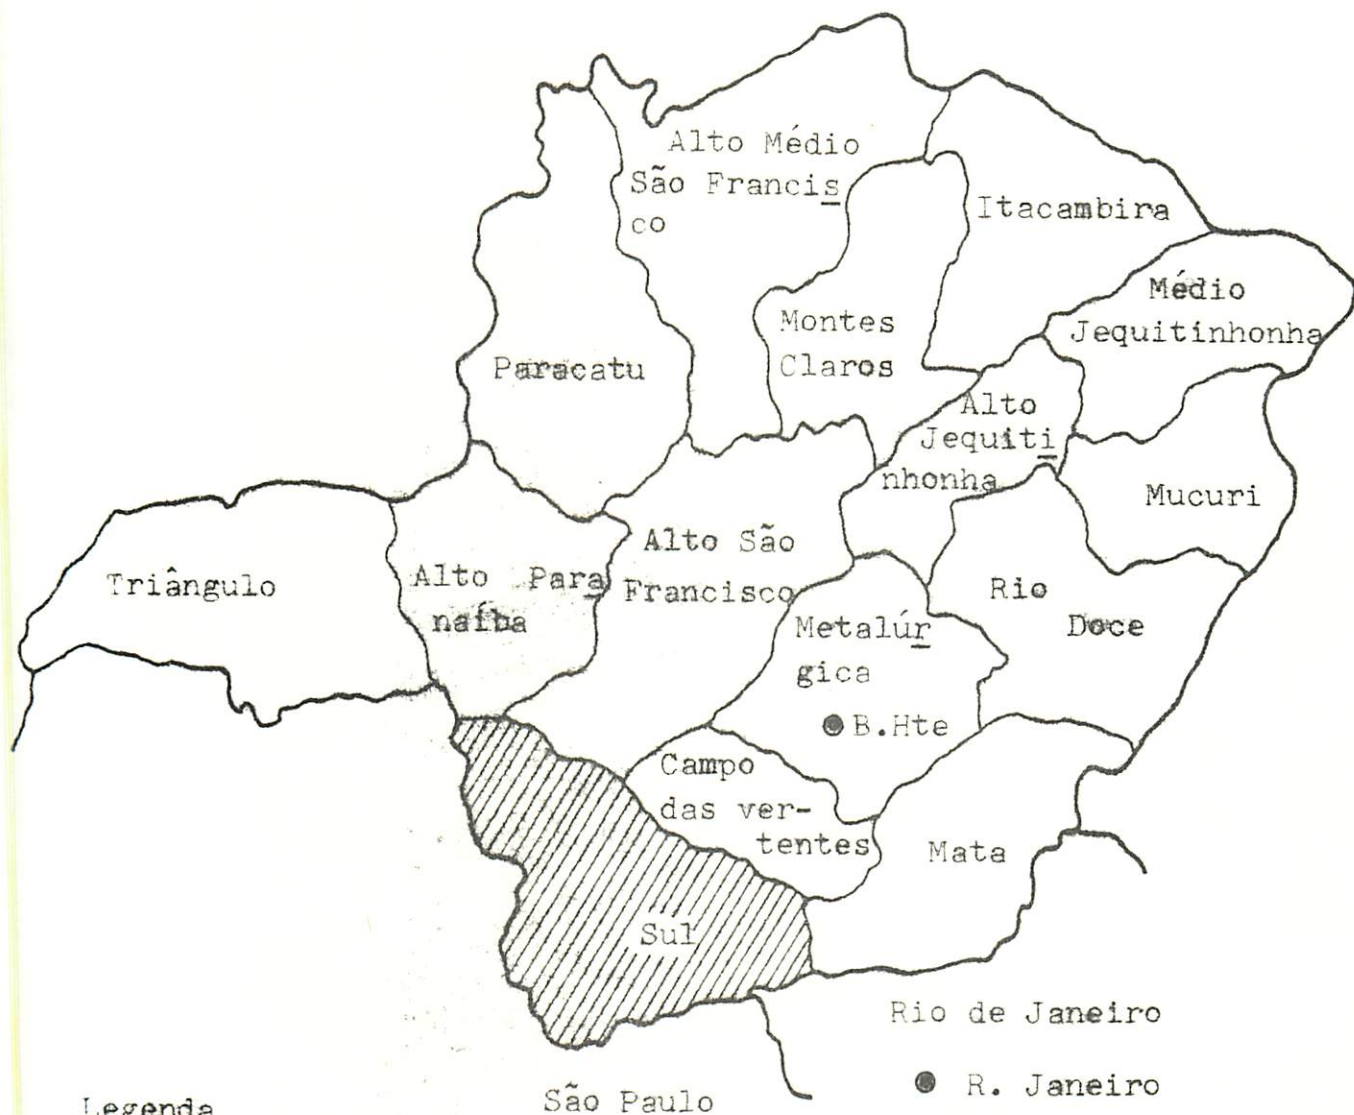 Alto Médio
São Francis
co
Itacambira
Médio
Jequitinhonha
Montes
Claros
Paracatu
Alto
Jequiti
nhonha
Mucuri
Triângulo
Alto Para
naíba
Alto São
Francisco
Rio
Doce
Metalúr
gica
B.Hte
Campo
das ver-
tentes
Mata
Sul
Rio de Janeiro
R. Janeiro
São Paulo
Legenda